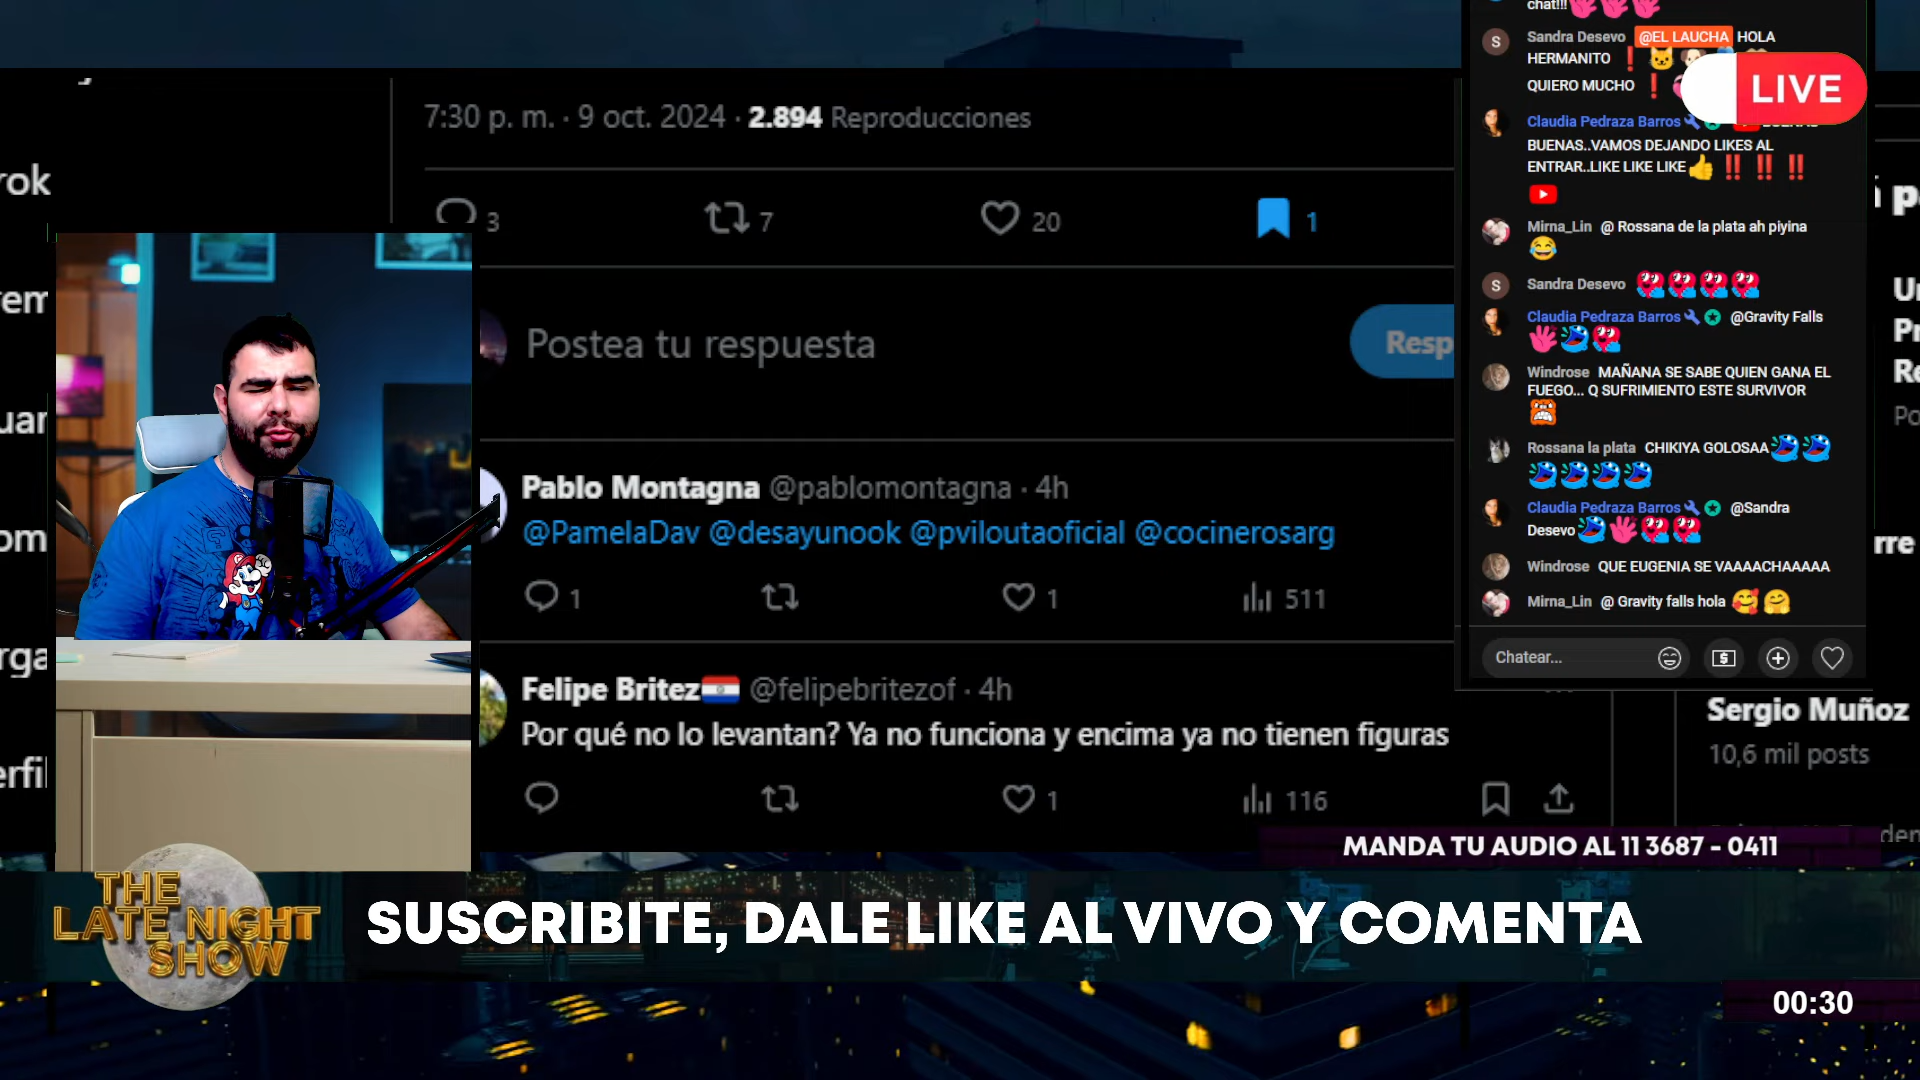 7:30 p. m. · 9 oct. 2024 · 2.894 Reproducciones
3
7
20
1
Postea tu respuesta
Resp
Pablo Montagna @pablomontagna · 4h
@PamelaDav @desayunook @pviloutaoficial @cocinerosarg
1
1
511
Felipe Britez @felipebritezof · 4h
Por qué no lo levantan? Ya no funciona y encima ya no tienen figuras
1
116
chat!!!
S
Sandra Desevo @EL LAUCHA HOLA
HERMANITO
QUIERO MUCHO
LIVE
Claudia Pedraza Barros
BUENAS..VAMOS DEJANDO LIKES AL
ENTRAR..LIKE LIKE LIKE
Mirna_Lin @ Rossana de la plata ah piyina
S
Sandra Desevo
Claudia Pedraza Barros @Gravity Falls
Windrose MAÑANA SE SABE QUIEN GANA EL
FUEGO... Q SUFRIMIENTO ESTE SURVIVOR
Rossana la plata CHIKIYA GOLOSAA
Claudia Pedraza Barros @Sandra
Desevo
Windrose QUE EUGENIA SE VAAAACHAAAAA
Mirna_Lin @ Gravity falls hola
Chatear...
Sergio Muñoz
10,6 mil posts
MANDA TU AUDIO AL 11 3687 - 0411
THE
LATE NIGHT
SHOW
SUSCRIBITE, DALE LIKE AL VIVO Y COMENTA
00:30